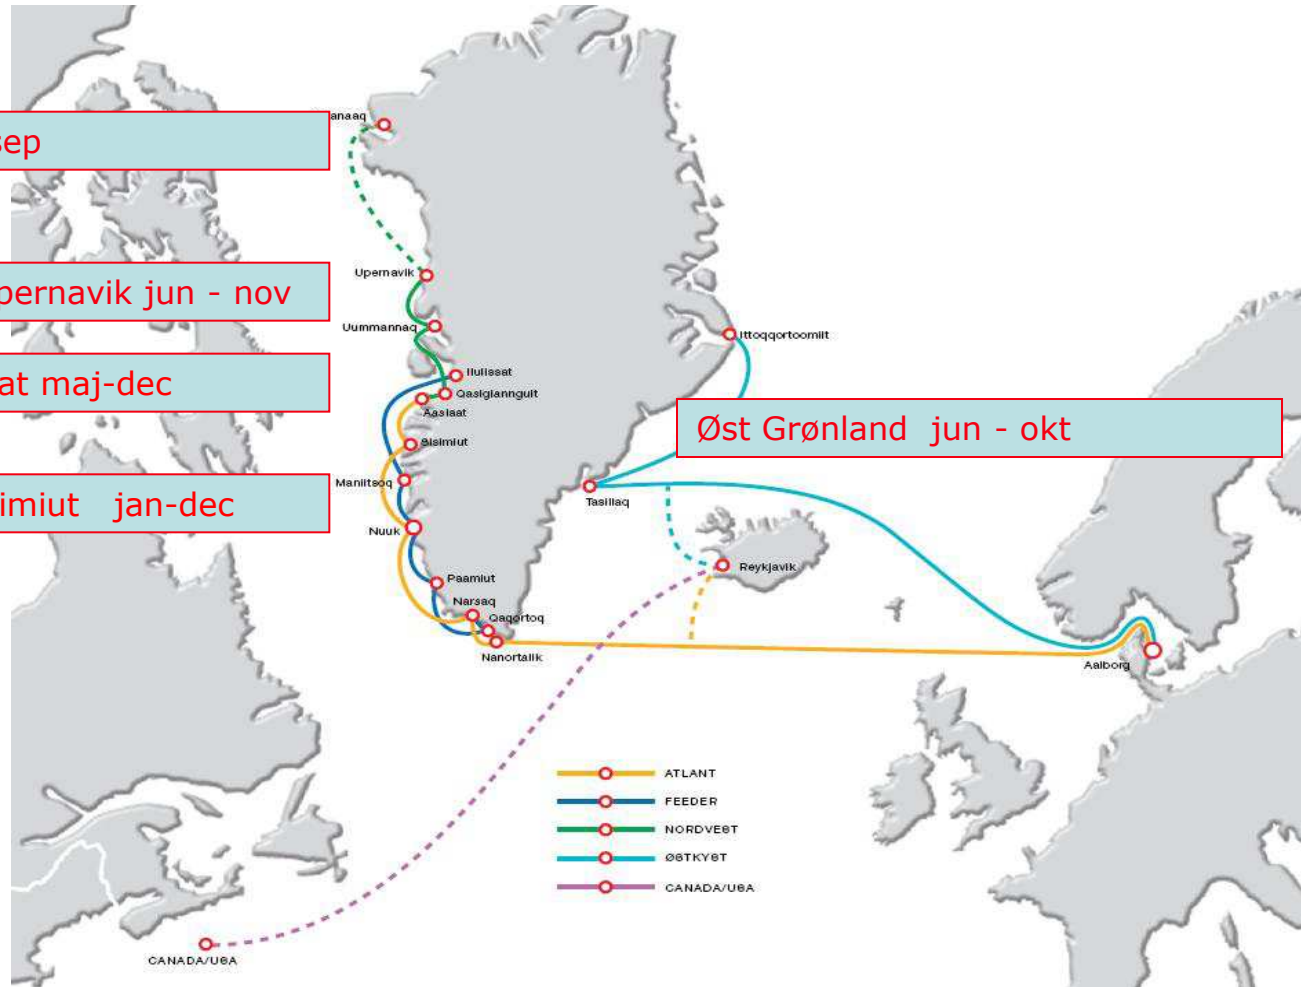 anaaq
sep
Upernavik
pernavik jun - nov
Uummannaq
Ittoqqortoomiit
Ilulissat
at maj-dec
Qasigiannguit
Aasiaat
Øst Grønland jun - okt
Sisimiut
Maniitsoq
imiut jan-dec
Tasiilaq
Nuuk
Reykjavik
Paamiut
Narsaq
Qaqortoq
Nanortalik
Aalborg
ATLANT
FEEDER
NORDVEST
ØSTKYST
CANADA/USA
CANADA/USA